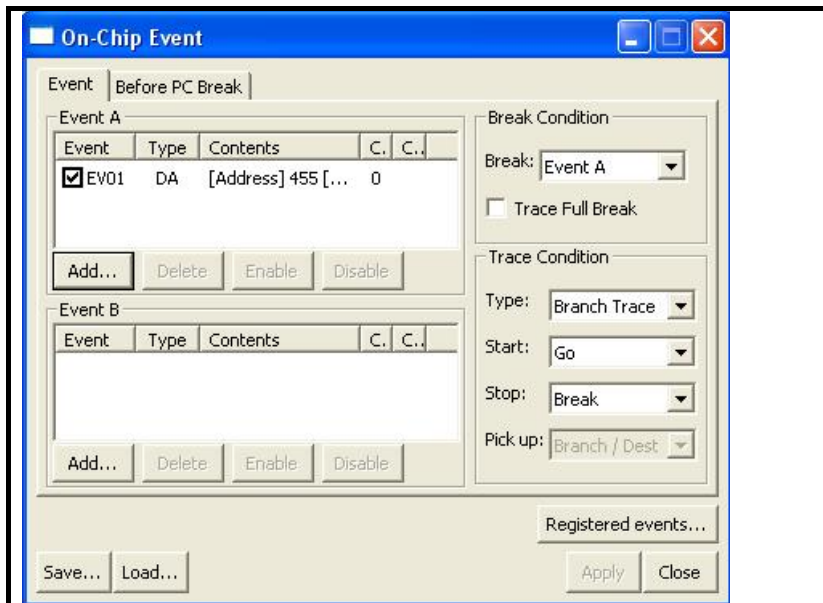 On-Chip Event
Event Before PC Break
Event A
Event Type Contents C. C..
EV01 DA [Address] 455 [... 0
Add... Delete Enable Disable
Event B
Event Type Contents C. C..
Add... Delete Enable Disable
Break Condition
Break: Event A
Trace Full Break
Trace Condition
Type: Branch Trace
Start: Go
Stop: Break
Pick up: Branch / Dest
Registered events...
Save... Load... Apply Close